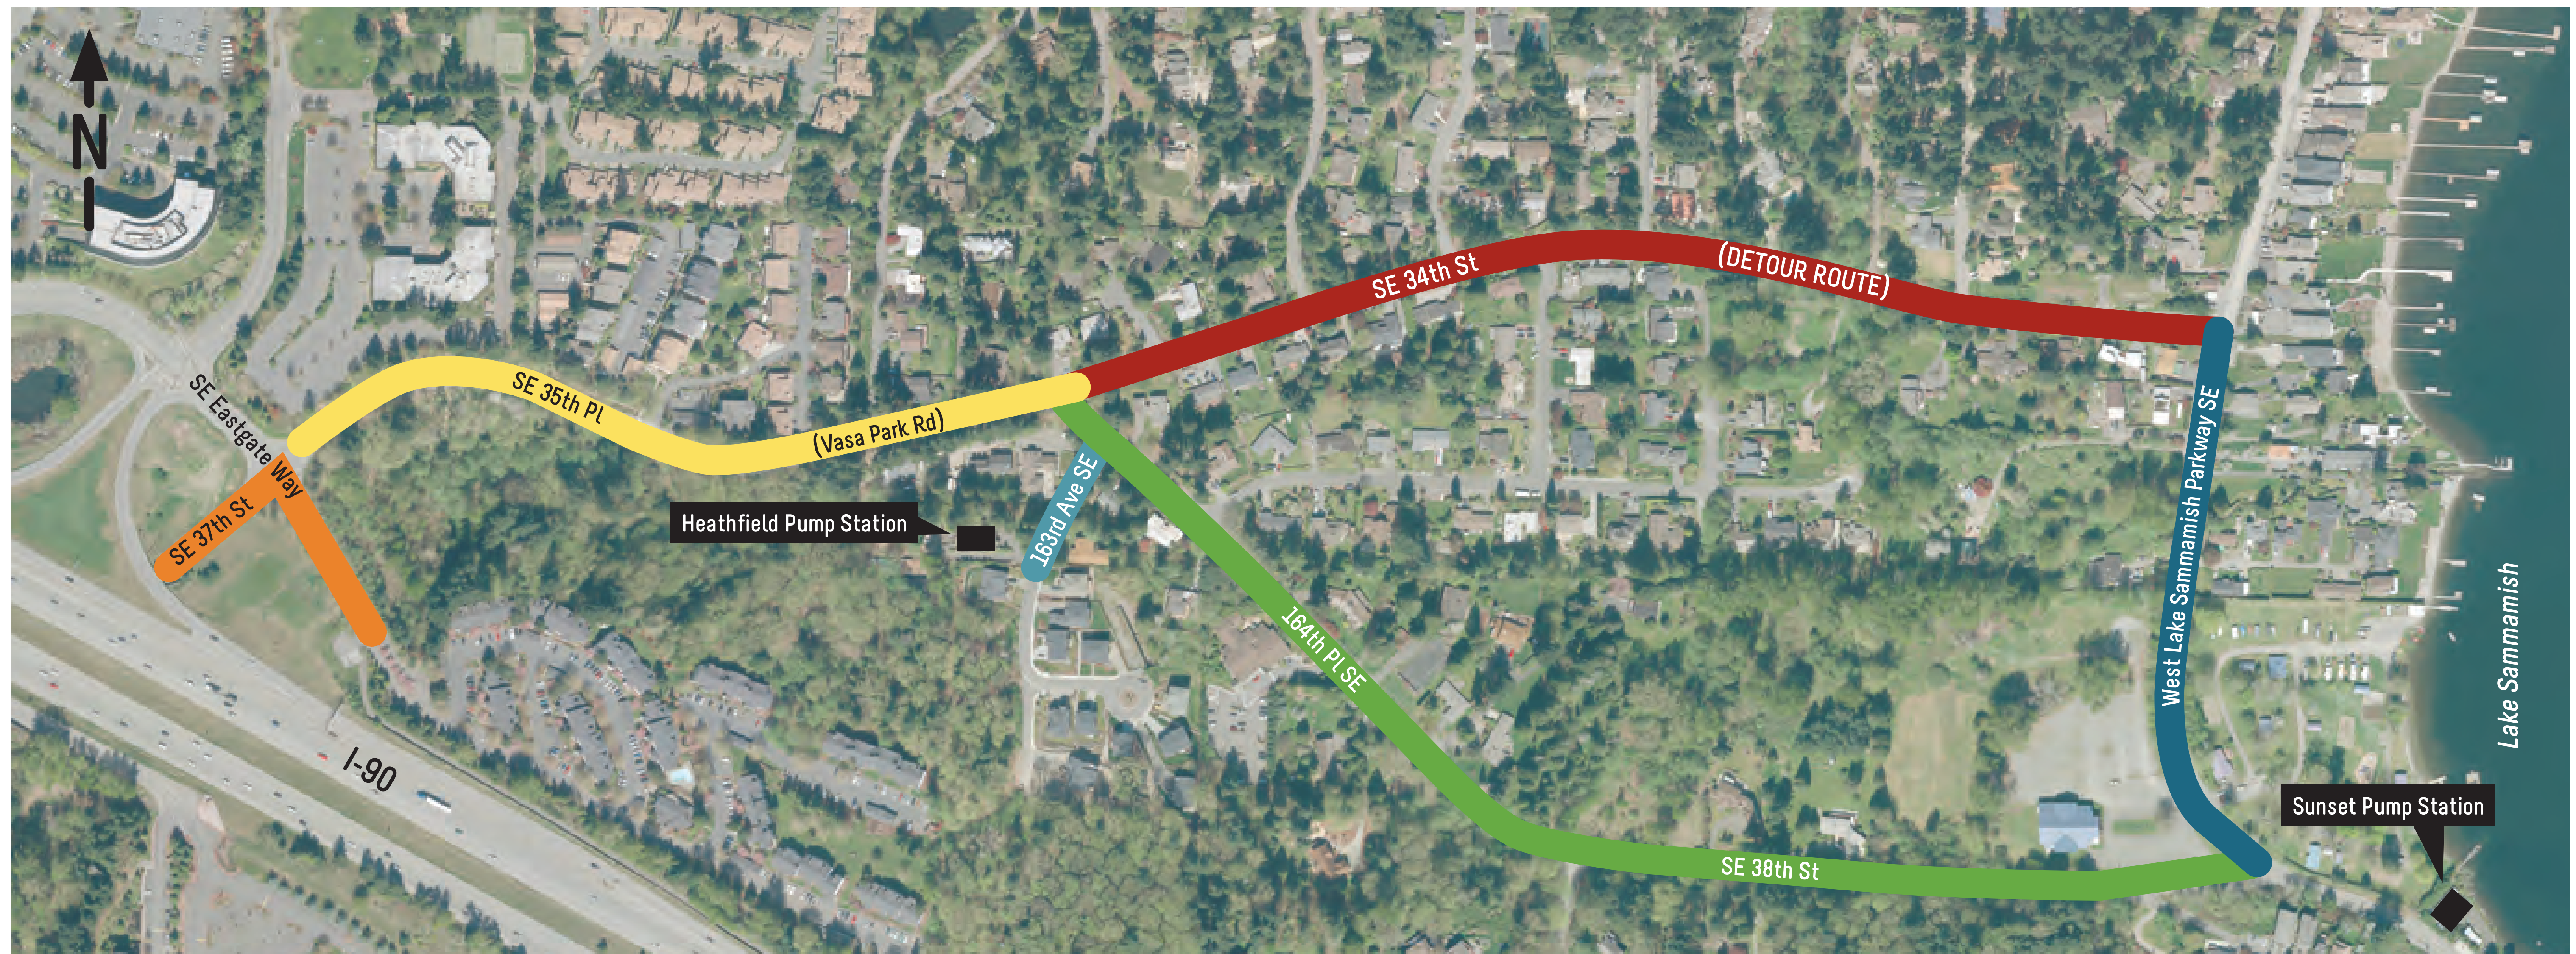 N
SE 34th St
(DETOUR ROUTE)
SE Eastgate Way
SE 35th Pl
(Vasa Park Rd)
SE 37th St
Heathfield Pump Station
163rd Ave SE
164th Pl SE
West Lake Sammamish Parkway SE
Lake Sammamish
I-90
Sunset Pump Station
SE 38th St